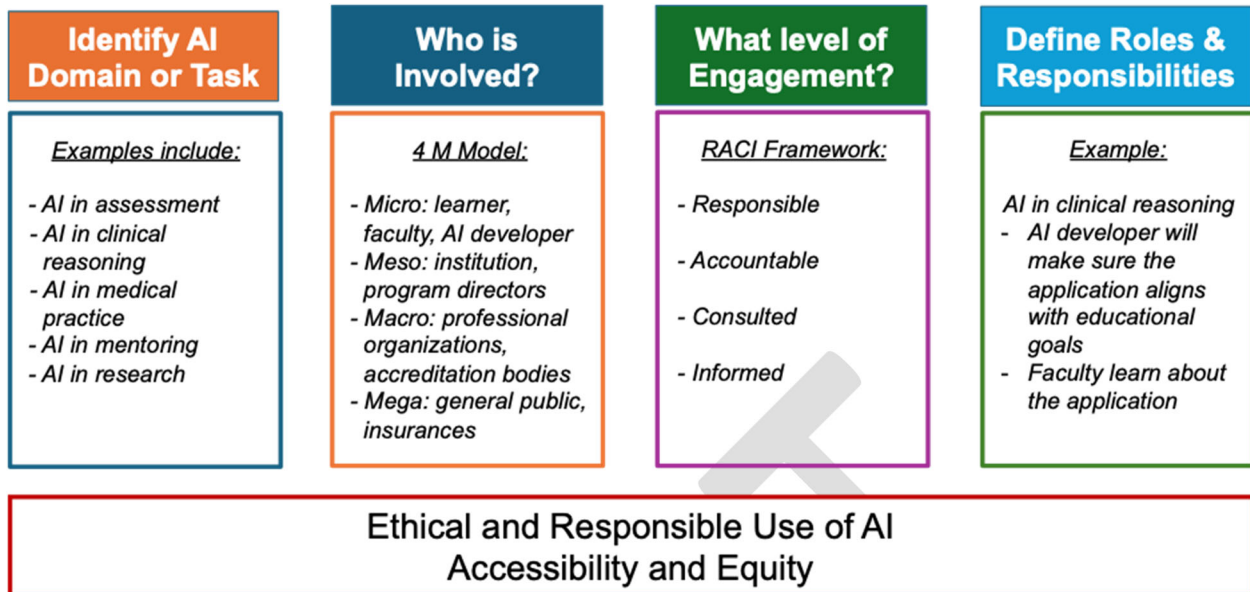 Identify AI
Domain or Task
Examples include:
- AI in assessment
- AI in clinical
reasoning
- AI in medical
practice
- AI in mentoring
- AI in research
Who is
Involved?
4 M Model:
- Micro: learner,
faculty, AI developer
- Meso: institution,
program directors
- Macro: professional
organizations,
accreditation bodies
- Mega: general public,
insurances
What level of
Engagement?
RACI Framework:
- Responsible
- Accountable
- Consulted
- Informed
Define Roles &
Responsibilities
Example:
AI in clinical reasoning
- AI developer will
make sure the
application aligns
with educational
goals
- Faculty learn about
the application
Ethical and Responsible Use of AI
Accessibility and Equity